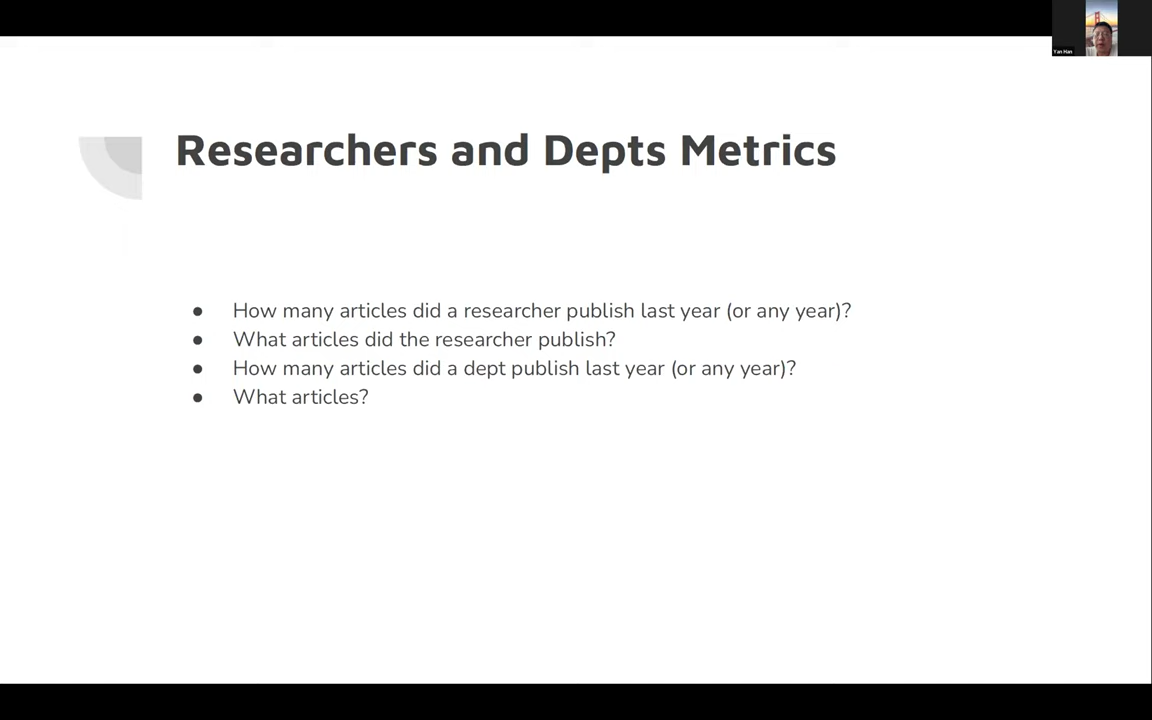 Yan Han
Researchers and Depts Metrics
● How many articles did a researcher publish last year (or any year)?
● What articles did the researcher publish?
● How many articles did a dept publish last year (or any year)?
● What articles?